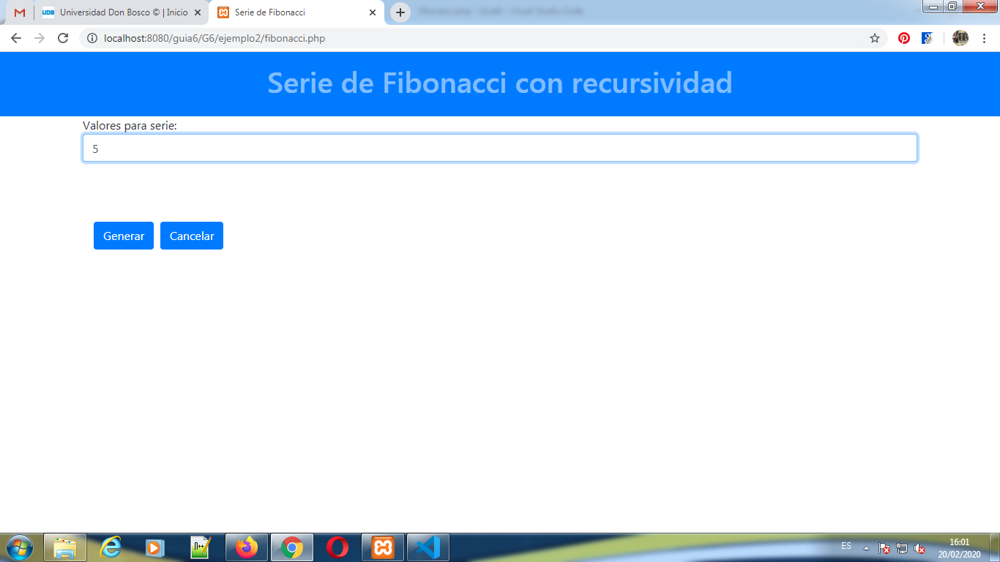 UDB Universidad Don Bosco © | Inicio
Serie de Fibonacci
localhost:8080/guia6/G6/ejemplo2/fibonacci.php
Serie de Fibonacci con recursividad
Valores para serie:
5
Generar Cancelar
ES
16:01
20/02/2020